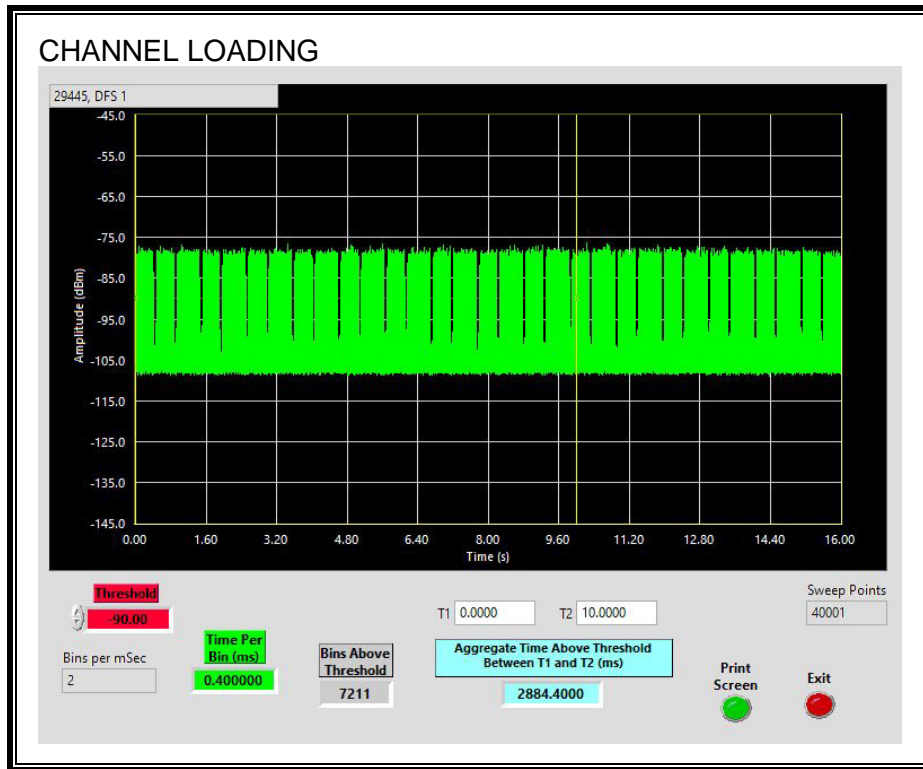 CHANNEL LOADING
29445, DFS 1
-45.0
-55.0
-65.0
-75.0
-85.0
-95.0
-105.0
-115.0
-125.0
-135.0
-145.0
Amplitude (dBm)
0.00 1.60 3.20 4.80 6.40 8.00 9.60 11.20 12.80 14.40 16.00
Time (s)
Threshold
-90.00
Bins per mSec
2
Time Per
Bin (ms)
0.400000
Bins Above
Threshold
7211
T1 0.0000 T2 10.0000
Aggregate Time Above Threshold
Between T1 and T2 (ms)
2884.4000
Sweep Points
40001
Print
Screen
Exit